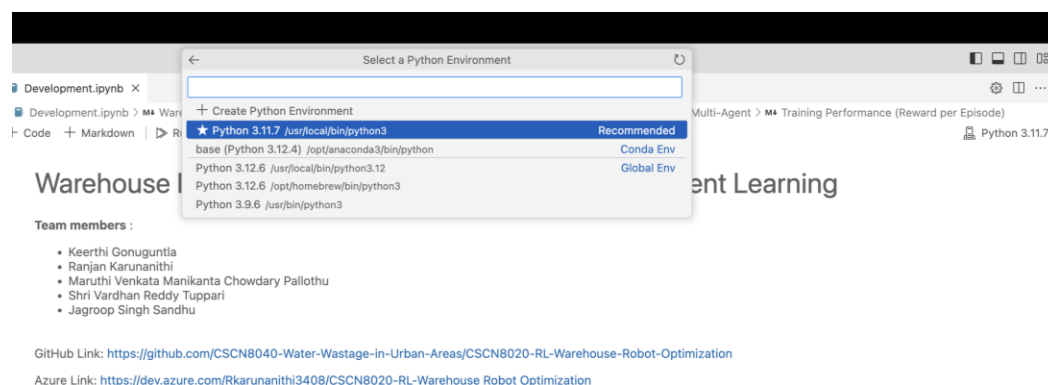 Select a Python Environment
Development.ipynb
+ Create Python Environment
Development.ipynb > M↓ Ware
Multi-Agent > M↓ Training Performance (Reward per Episode)
+ Code + Markdown
★ Python 3.11.7 /usr/local/bin/python3 Recommended
Python 3.11.7
base (Python 3.12.4) /opt/anaconda3/bin/python Conda Env
Python 3.12.6 /usr/local/bin/python3.12 Global Env
Python 3.12.6 /opt/homebrew/bin/python3
Python 3.9.6 /usr/bin/python3
Warehouse
ent Learning
Team members :
• Keerthi Gonuguntla
• Ranjan Karunanithi
• Maruthi Venkata Manikanta Chowdary Pallothu
• Shri Vardhan Reddy Tuppari
• Jagroop Singh Sandhu
GitHub Link: https://github.com/CSCN8040-Water-Wastage-in-Urban-Areas/CSCN8020-RL-Warehouse-Robot-Optimization
Azure Link: https://dev.azure.com/Rkarunanithi3408/CSCN8020-RL-Warehouse Robot Optimization